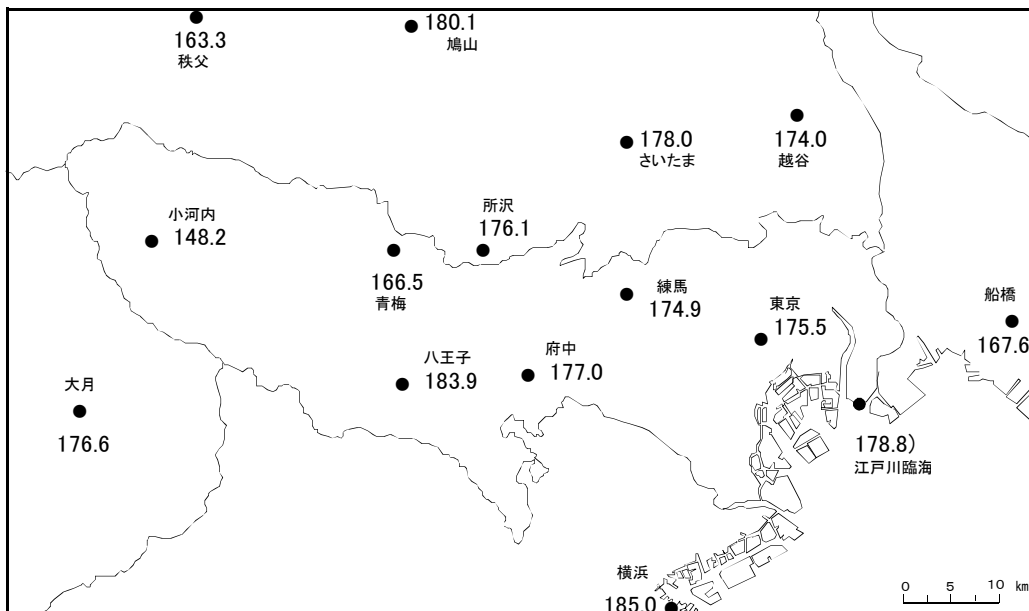 180.1
鳩山
163.3
秩父
178.0
さいたま
174.0
越谷
小河内
148.2
所沢
176.1
166.5
青梅
練馬
174.9
東京
175.5
船橋
167.6
八王子
183.9
府中
177.0
大月
176.6
178.8）
江戸川臨海
横浜
185.0
0 5 10 km